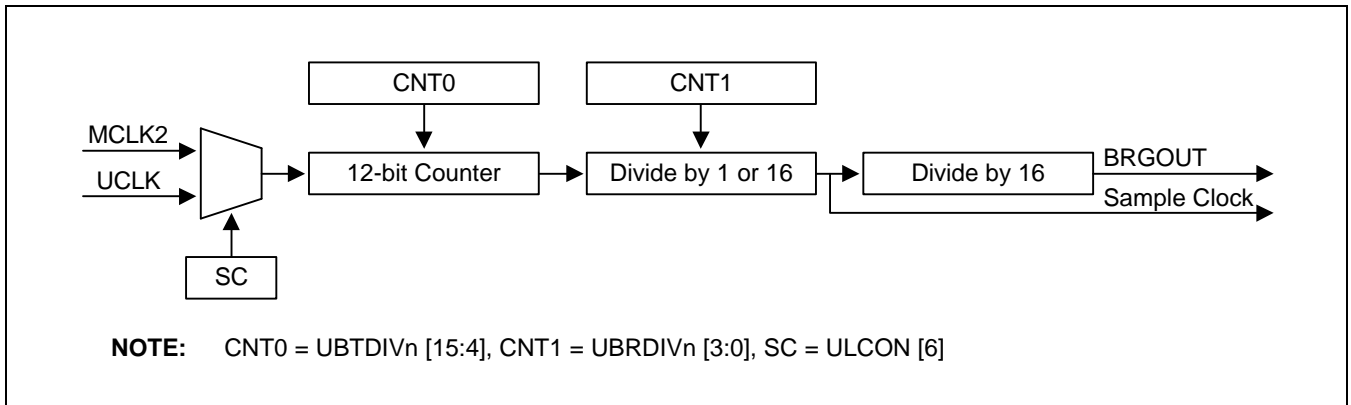 CNT0 CNT1
MCLK2
UCLK
12-bit Counter Divide by 1 or 16 Divide by 16
BRGOUT
Sample Clock
SC
NOTE: CNT0 = UBTDIVn [15:4], CNT1 = UBRDIVn [3:0], SC = ULCON [6]